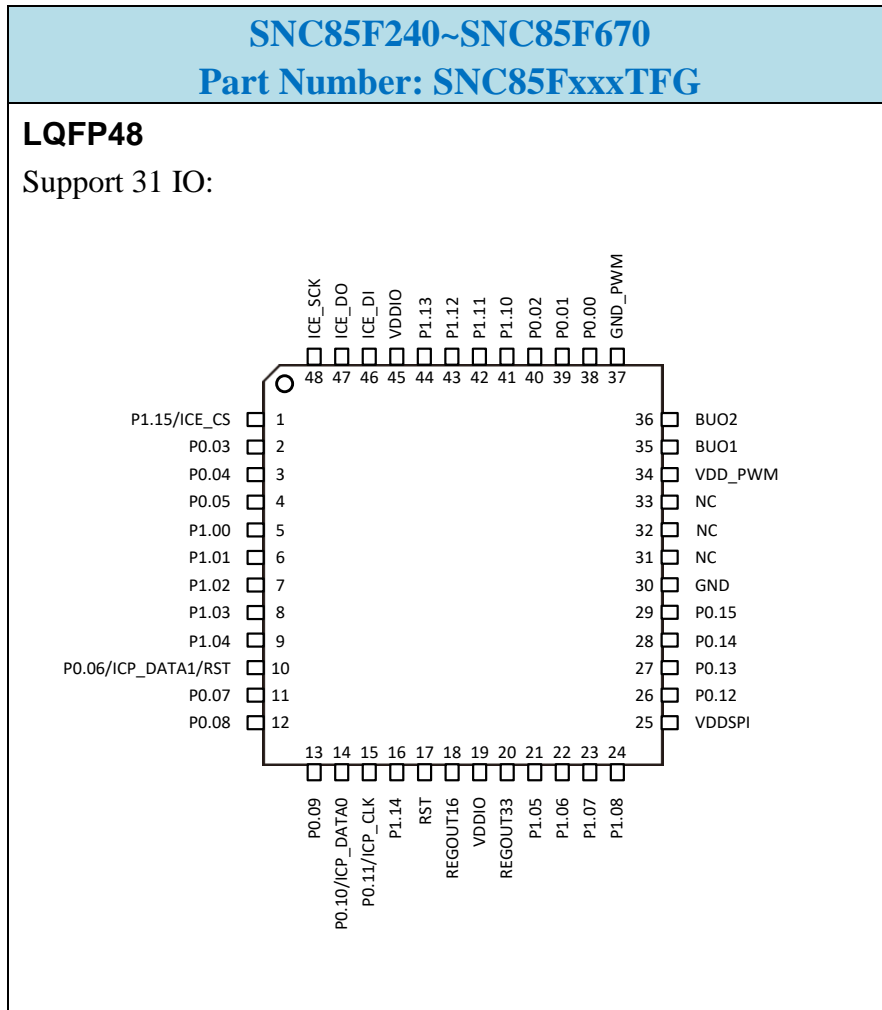 SNC85F240~SNC85F670
Part Number: SNC85FxxxTFG
LQFP48
Support 31 IO:
ICE_SCK
ICE_DO
ICE_DI
VDDIO
P1.13
P1.12
P1.11
P1.10
P0.02
P0.01
P0.00
GND_PWM
48 47 46 45 44 43 42 41 40 39 38 37
P1.15/ICE_CS 1
P0.03 2
P0.04 3
P0.05 4
P1.00 5
P1.01 6
P1.02 7
P1.03 8
P1.04 9
P0.06/ICP_DATA1/RST 10
P0.07 11
P0.08 12
36 BUO2
35 BUO1
34 VDD_PWM
33 NC
32 NC
31 NC
30 GND
29 P0.15
28 P0.14
27 P0.13
26 P0.12
25 VDDSPI
13 14 15 16 17 18 19 20 21 22 23 24
P0.09
P0.10/ICP_DATA0
P0.11/ICP_CLK
P1.14
RST
REGOUT16
VDDIO
REGOUT33
P1.05
P1.06
P1.07
P1.08